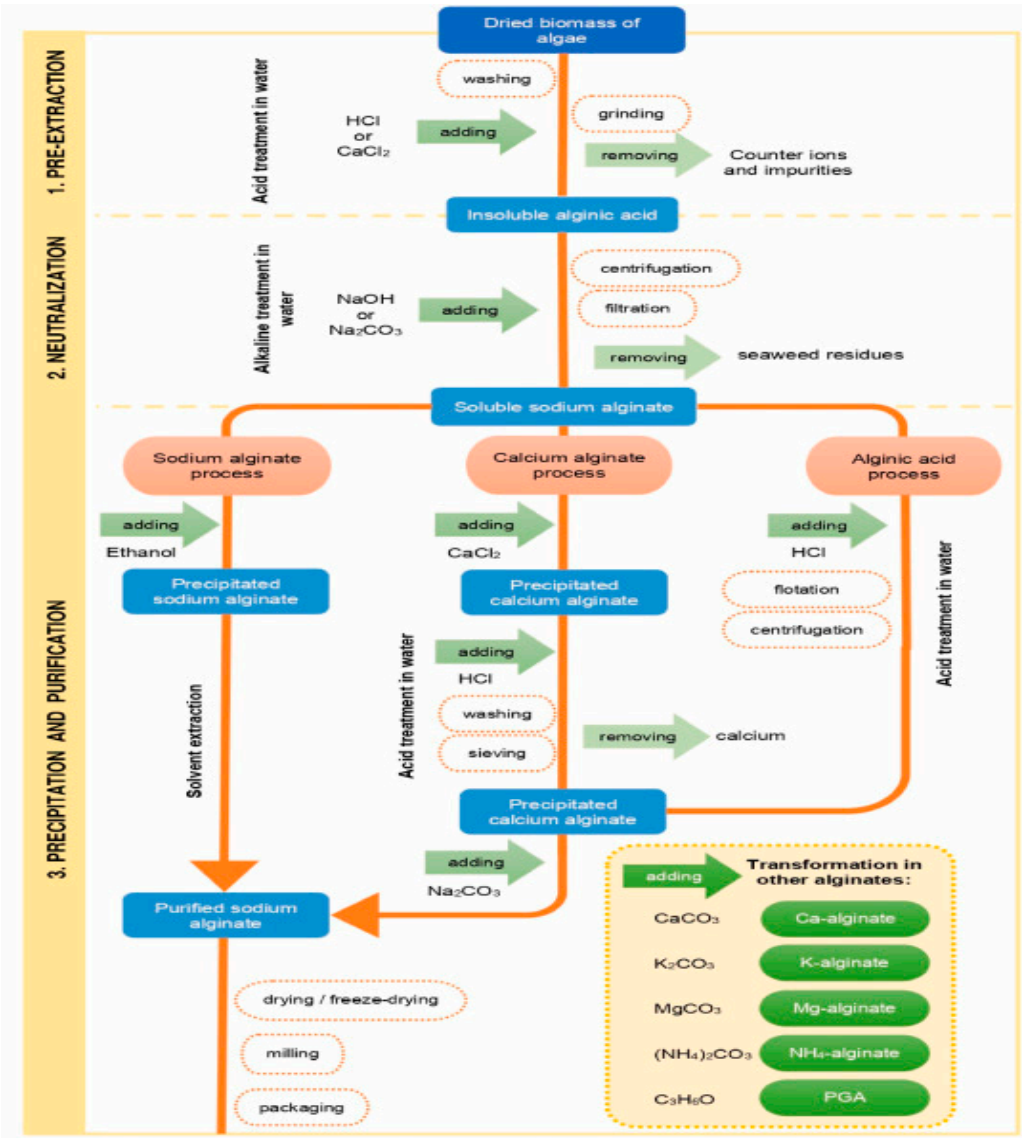 Dried biomass of
algae
1. PRE-EXTRACTION
Acid treatment in water
washing
HCl
or
CaCl₂
adding
grinding
removing
Counter ions
and impurities
Insoluble alginic acid
2. NEUTRALIZATION
Alkaline treatment in
water
NaOH
or
Na₂CO₃
adding
centrifugation
filtration
removing
seaweed residues
Soluble sodium alginate
3. PRECIPITATION AND PURIFICATION
Sodium alginate
process
adding
Ethanol
Precipitated
sodium alginate
Solvent extraction
Calcium alginate
process
adding
CaCl₂
Precipitated
calcium alginate
Acid treatment in water
adding
HCl
washing
sieving
removing
calcium
Alginic acid
process
adding
HCl
flotation
centrifugation
Acid treatment in water
Precipitated
calcium alginate
adding
Na₂CO₃
Purified sodium
alginate
drying / freeze-drying
milling
packaging
adding
Transformation in
other alginates:
CaCO₃
Ca-alginate
K₂CO₃
K-alginate
MgCO₃
Mg-alginate
(NH₄)₂CO₃
NH₄-alginate
C₃H₆O
PGA